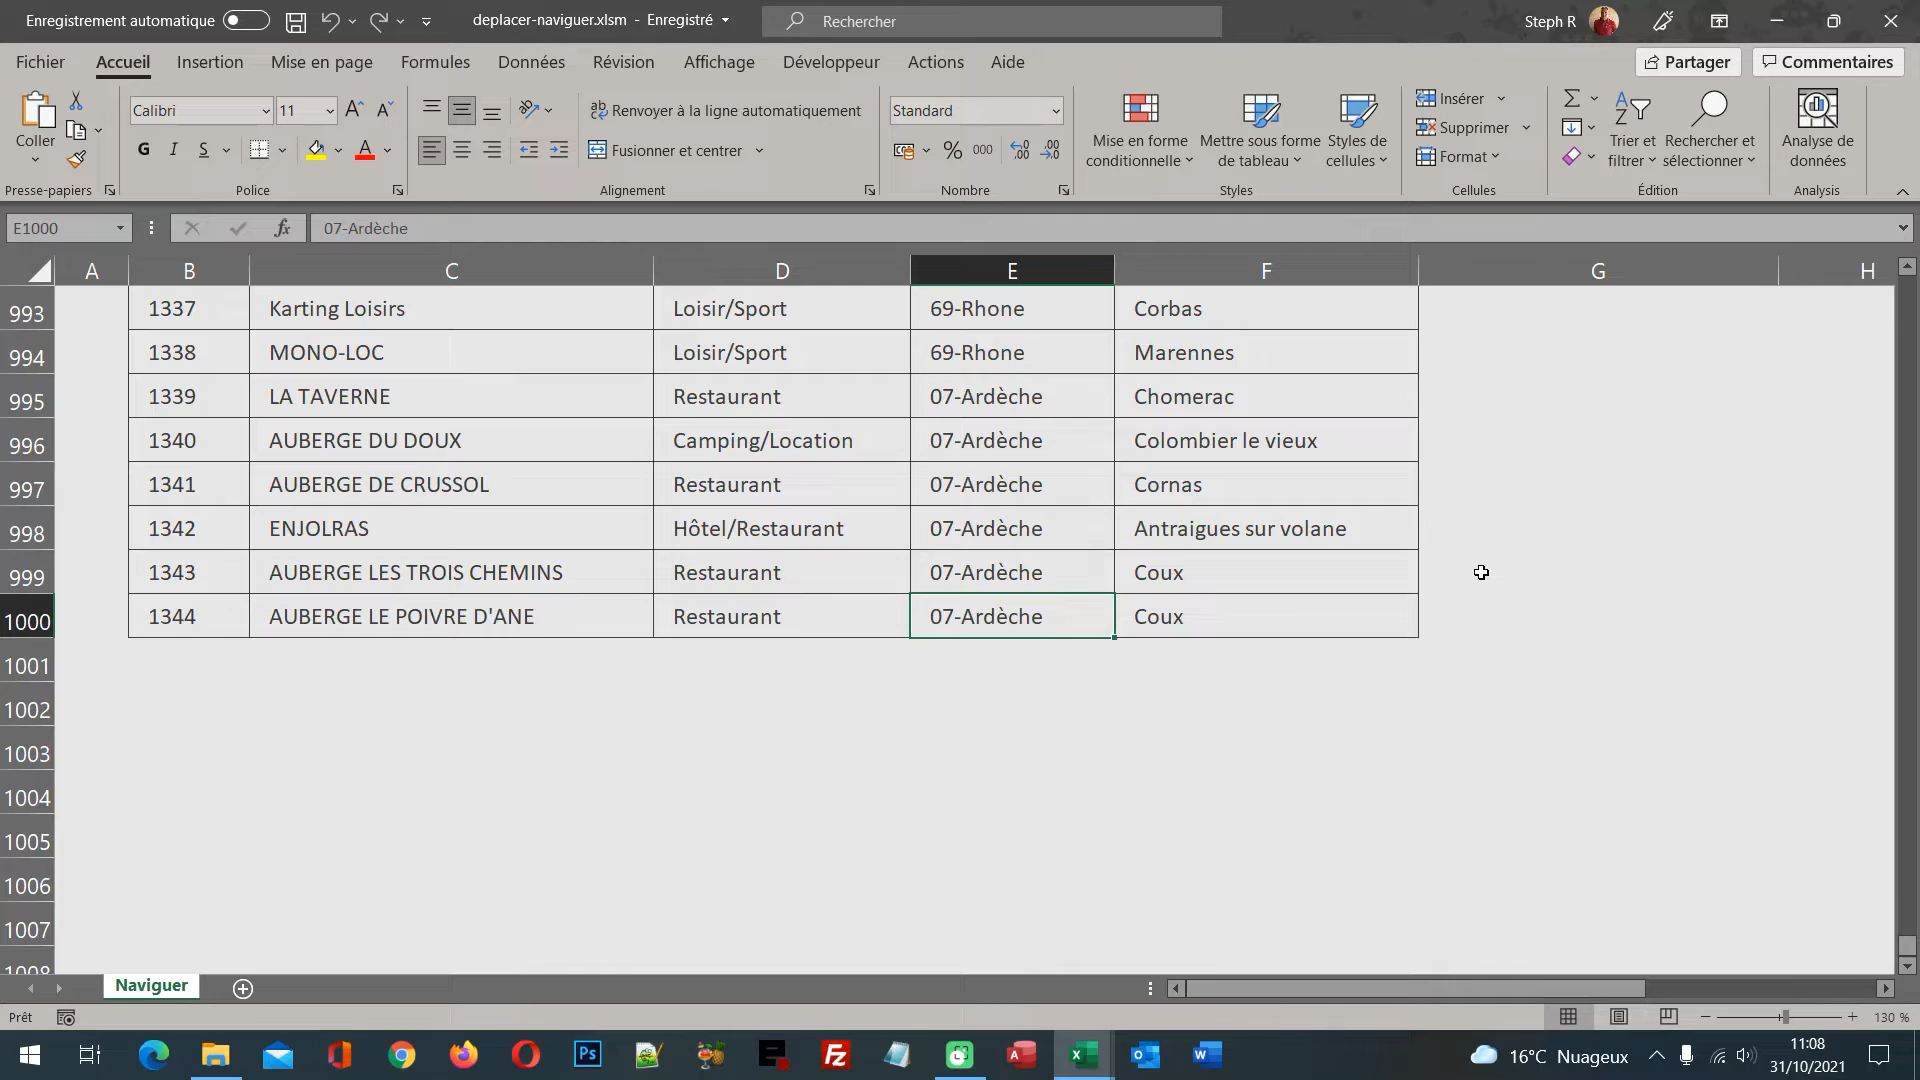 Enregistrement automatique
deplacer-naviguer.xlsm - Enregistré
Rechercher
Steph R
Fichier Accueil Insertion Mise en page Formules Données Révision Affichage Développeur Actions Aide
Partager Commentaires
Coller
Presse-papiers
Calibri 11
G I S
Police
Renvoyer à la ligne automatiquement
Fusionner et centrer
Alignement
Standard
% 000
Nombre
Mise en forme conditionnelle
Mettre sous forme de tableau
Styles de cellules
Styles
Insérer
Supprimer
Format
Cellules
Trier et filtrer
Rechercher et sélectionner
Édition
Analyse de données
Analysis
E1000 fx 07-Ardèche
A B C D E F G H
993 1337 Karting Loisirs Loisir/Sport 69-Rhone Corbas
994 1338 MONO-LOC Loisir/Sport 69-Rhone Marennes
995 1339 LA TAVERNE Restaurant 07-Ardèche Chomerac
996 1340 AUBERGE DU DOUX Camping/Location 07-Ardèche Colombier le vieux
997 1341 AUBERGE DE CRUSSOL Restaurant 07-Ardèche Cornas
998 1342 ENJOLRAS Hôtel/Restaurant 07-Ardèche Antraigues sur volane
999 1343 AUBERGE LES TROIS CHEMINS Restaurant 07-Ardèche Coux
1000 1344 AUBERGE LE POIVRE D'ANE Restaurant 07-Ardèche Coux
1001
1002
1003
1004
1005
1006
1007
1008
Naviguer
Prêt
130 %
16°C Nuageux
11:08
31/10/2021